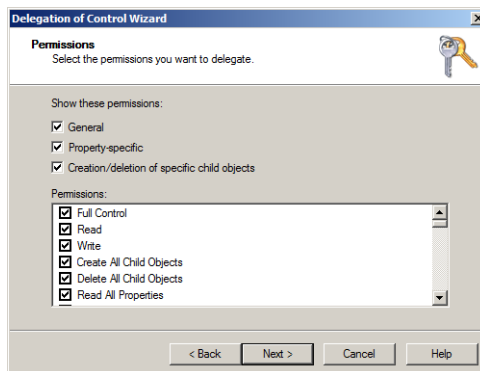 Delegation of Control Wizard
Permissions
Select the permissions you want to delegate.
Show these permissions:
General
Property-specific
Creation/deletion of specific child objects
Permissions:
Full Control
Read
Write
Create All Child Objects
Delete All Child Objects
Read All Properties
< Back Next > Cancel Help